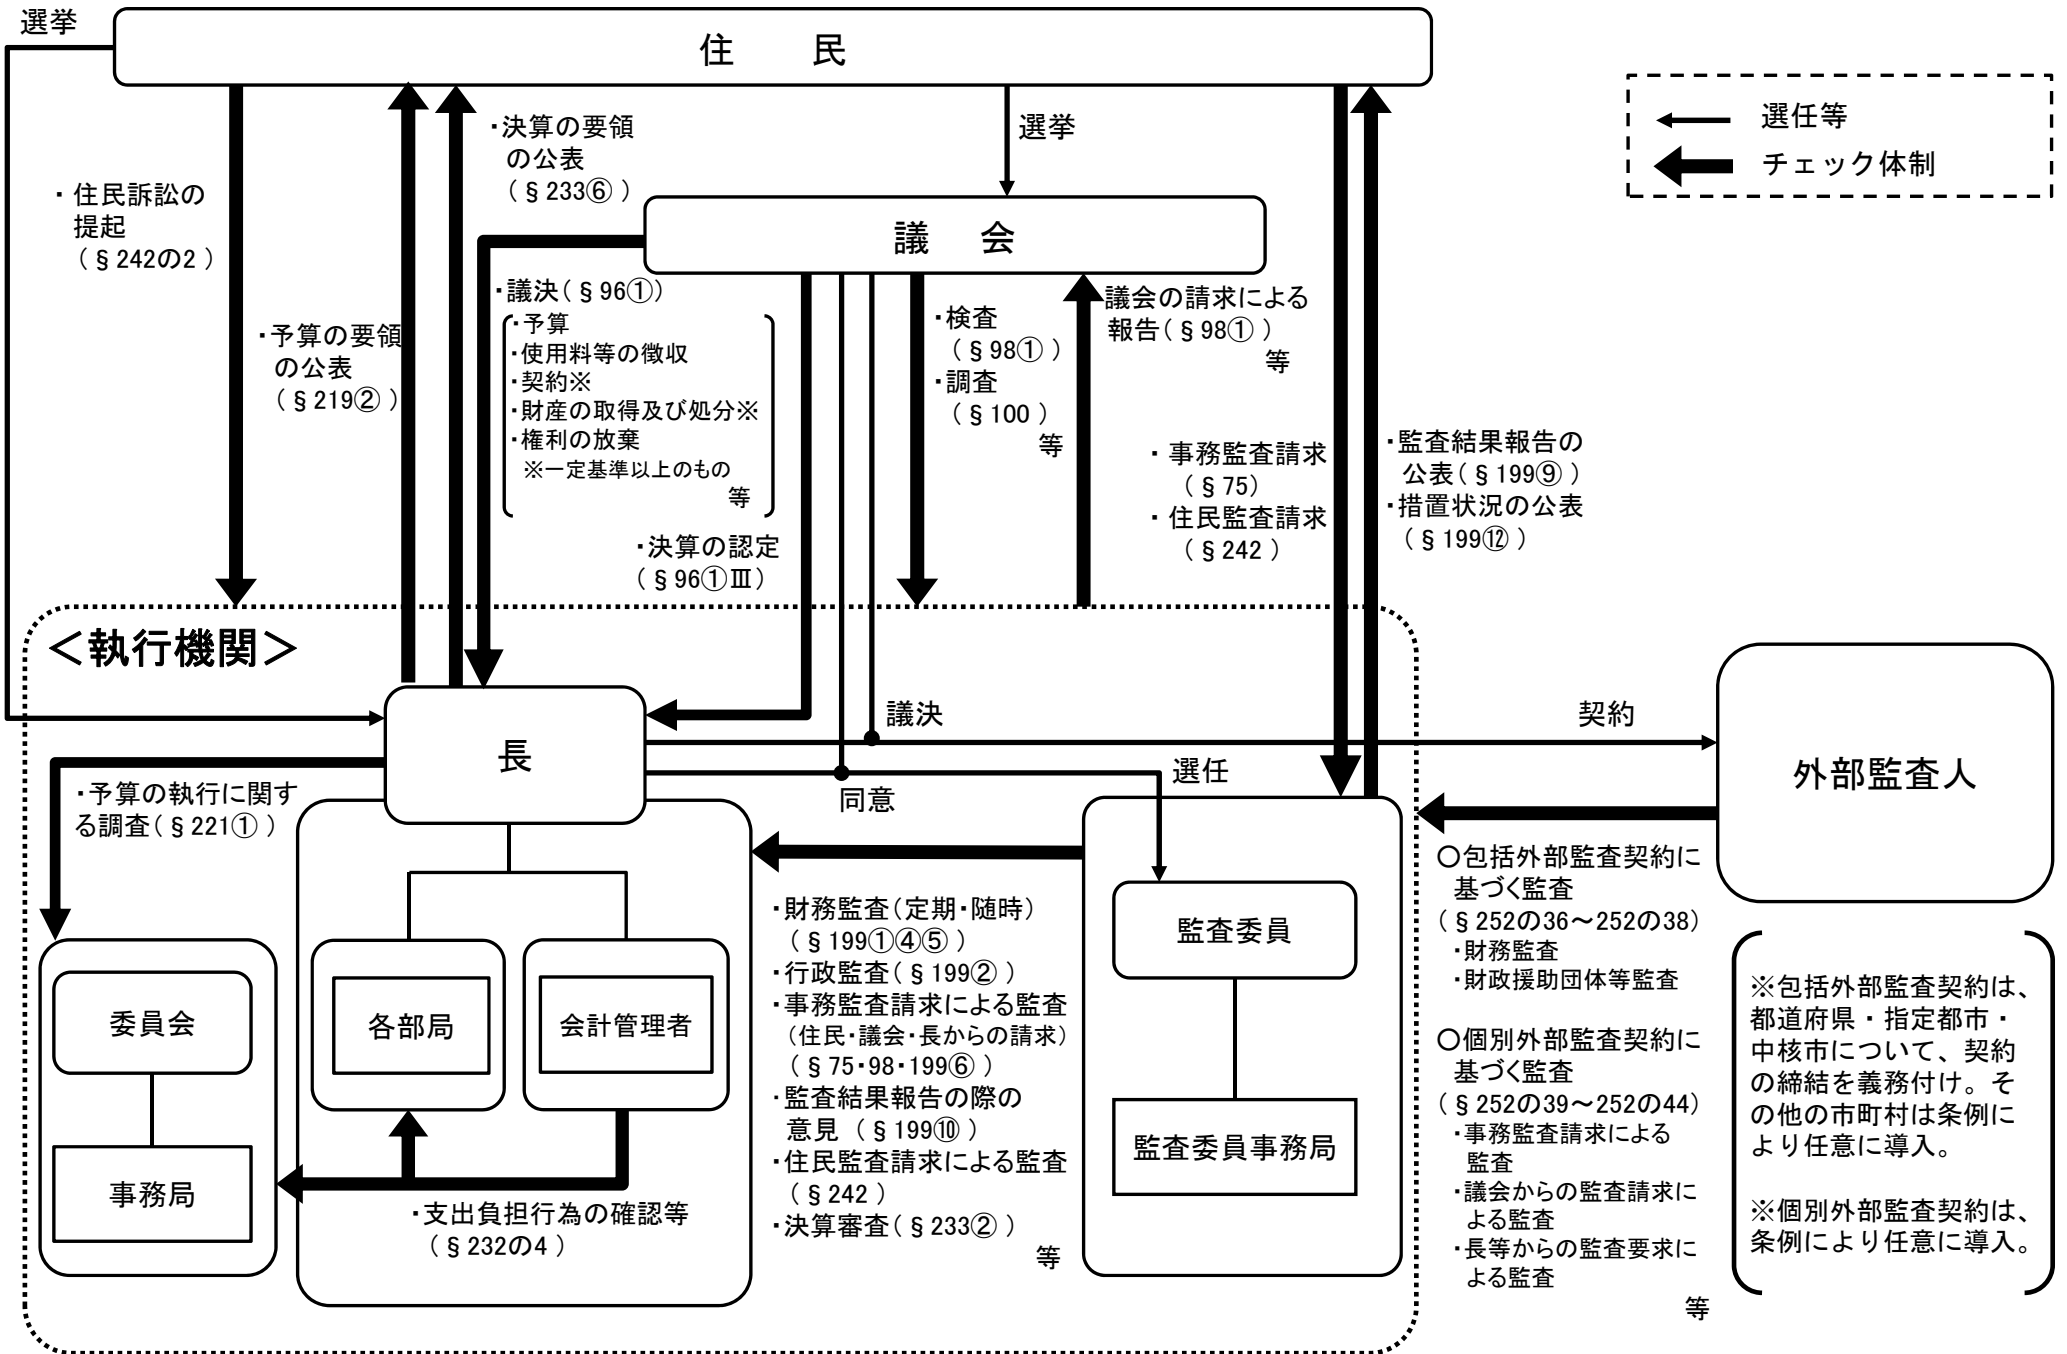 選挙
住　民
選任等
チェック体制
・住民訴訟の
提起
（§242の2）
・予算の要領
の公表
（§219②）
・決算の要領
の公表
（§233⑥）
選挙
議　会
・議決（§96①）
・予算
・使用料等の徴収
・契約※
・財産の取得及び処分※
・権利の放棄
※一定基準以上のもの
等
・決算の認定
（§96①Ⅲ）
・検査
（§98①）
・調査
（§100）
等
議会の請求による
報告（§98①）
等
・事務監査請求
（§75）
・住民監査請求
（§242）
・監査結果報告の
公表（§199⑨）
・措置状況の公表
（§199⑫）
＜執行機関＞
長
議決
契約
同意
選任
外部監査人
・予算の執行に関す
る調査（§221①）
委員会
事務局
各部局
会計管理者
・支出負担行為の確認等
（§232の4）
・財務監査（定期・随時）
（§199①④⑤）
・行政監査（§199②）
・事務監査請求による監査
（住民・議会・長からの請求）
（§75・98・199⑥）
・監査結果報告の際の
意見（§199⑩）
・住民監査請求による監査
（§242）
・決算審査（§233②）
等
監査委員
監査委員事務局
○包括外部監査契約に
基づく監査
（§252の36～252の38）
・財務監査
・財政援助団体等監査
○個別外部監査契約に
基づく監査
（§252の39～252の44）
・事務監査請求による
監査
・議会からの監査請求に
よる監査
・長等からの監査要求に
よる監査
等
※包括外部監査契約は、
都道府県・指定都市・
中核市について、契約
の締結を義務付け。そ
の他の市町村は条例に
より任意に導入。
※個別外部監査契約は、
条例により任意に導入。